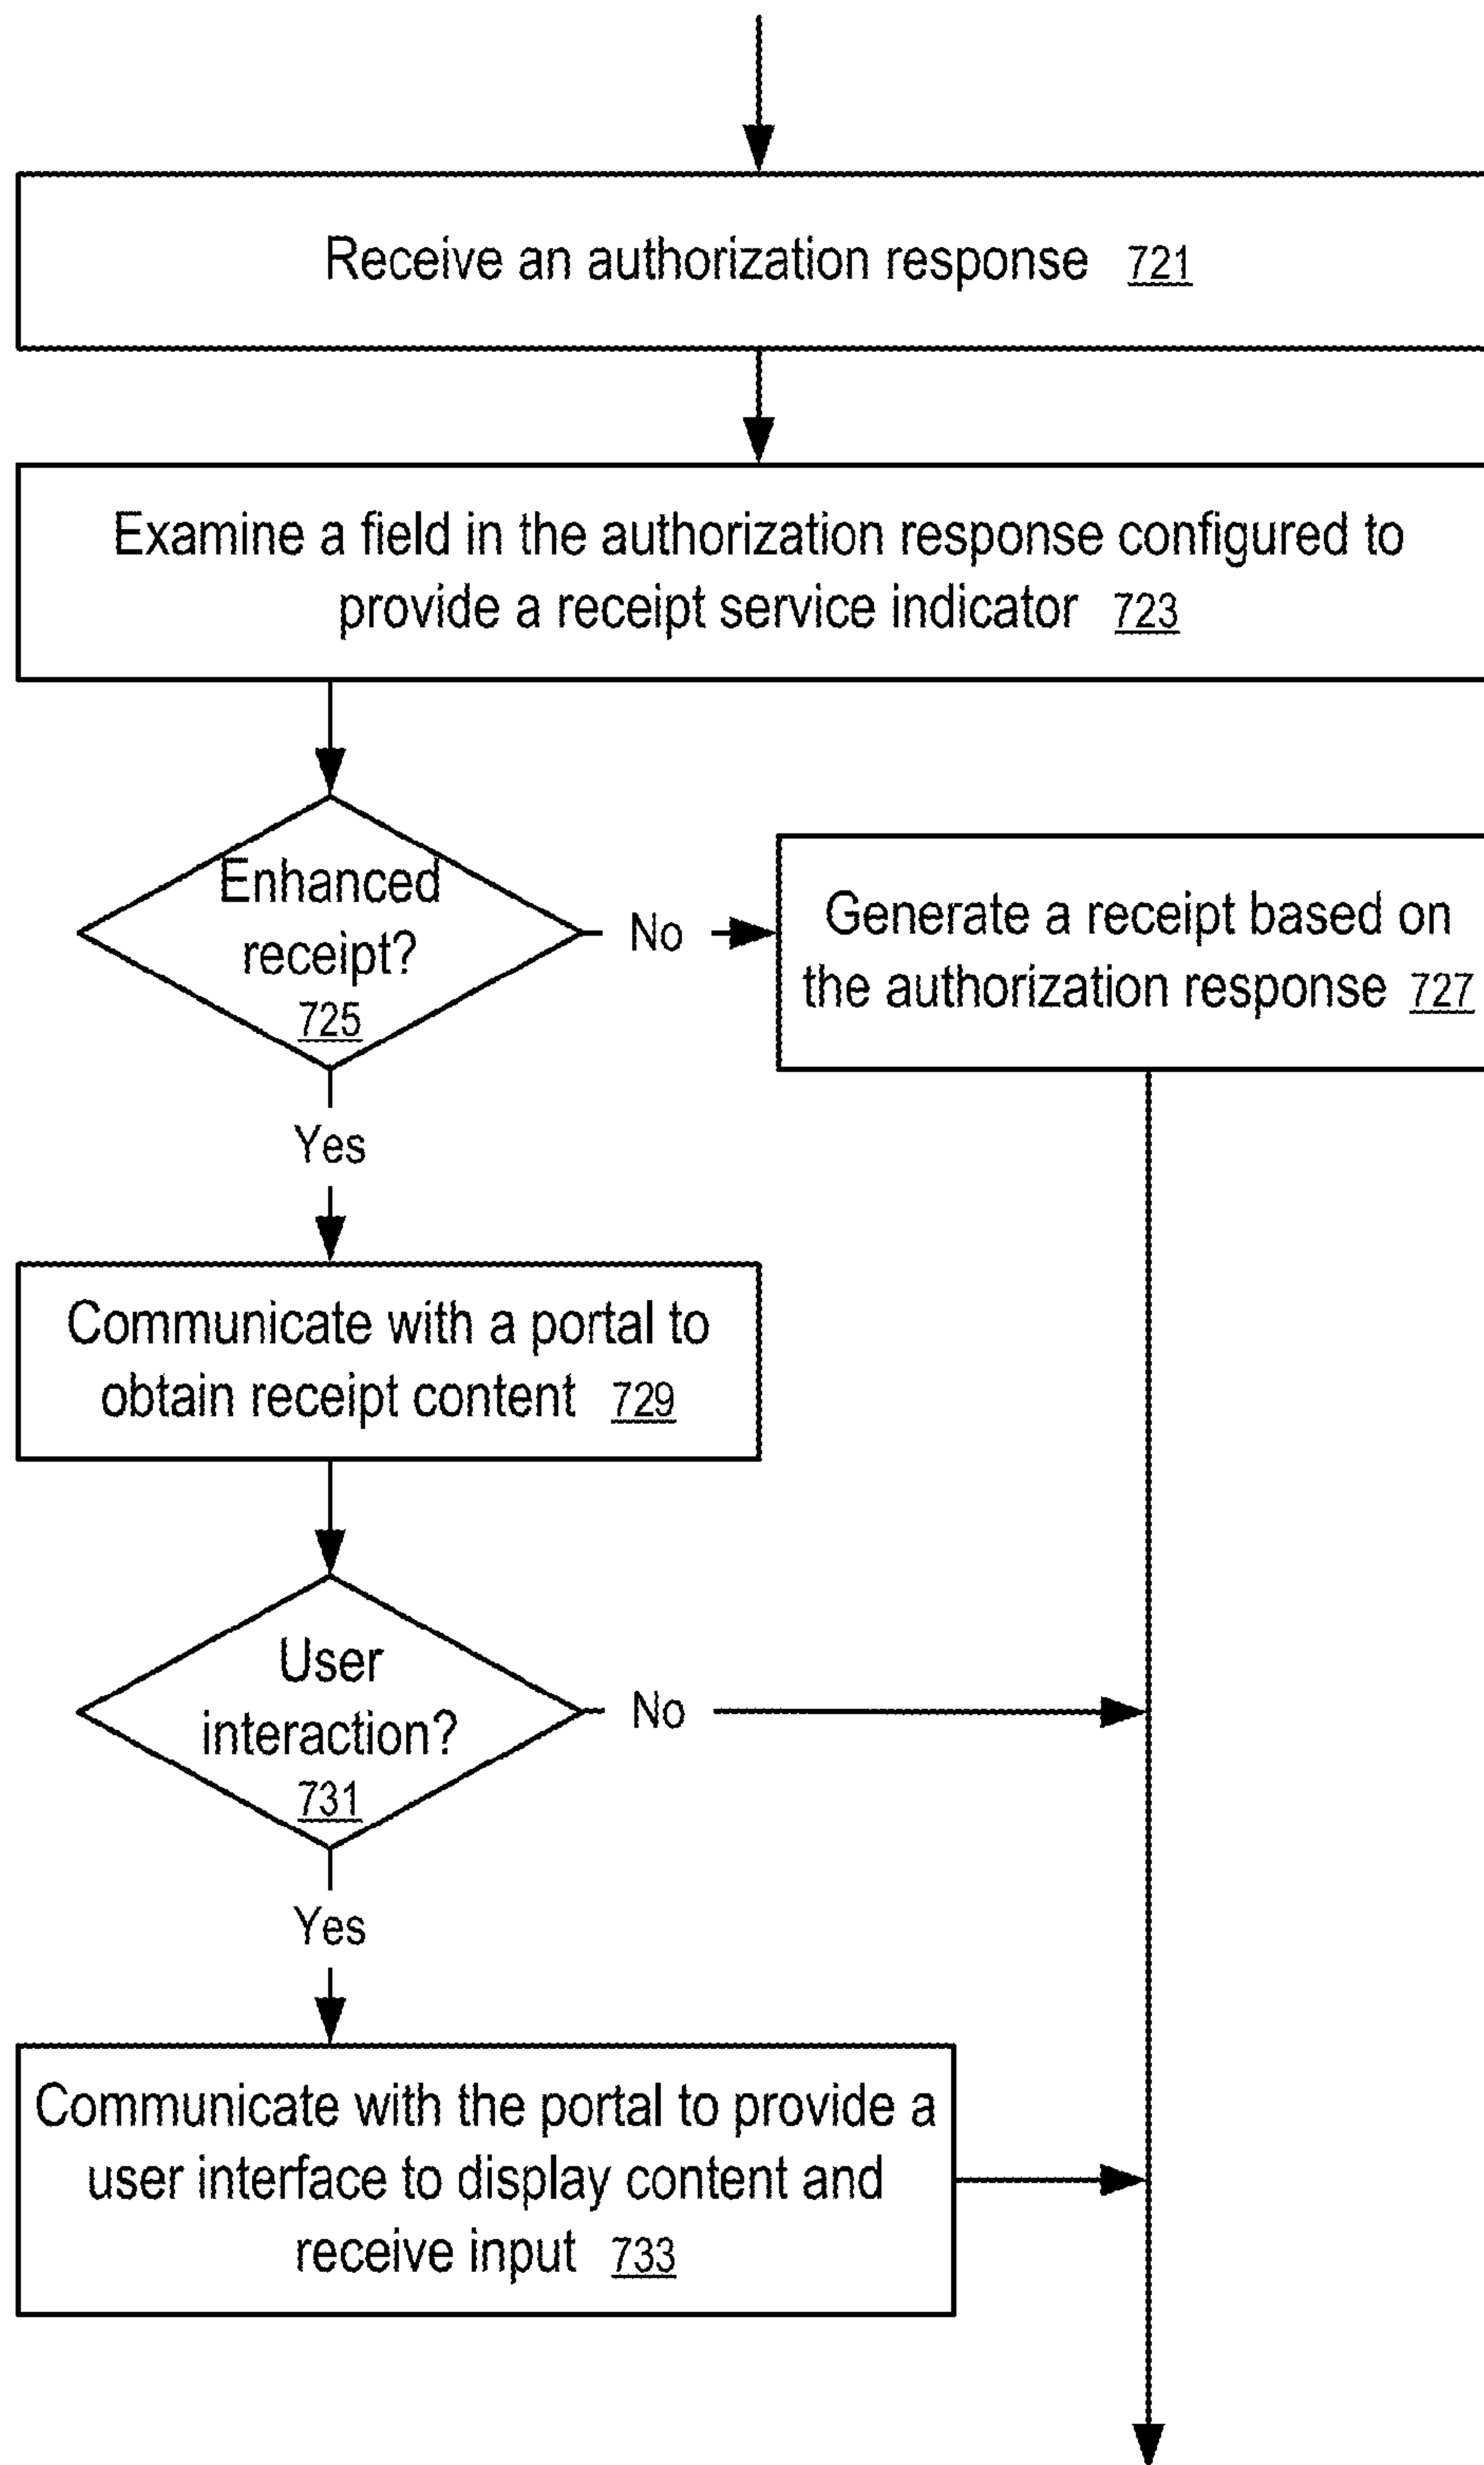 Receive an authorization response 721
Examine a field in the authorization response configured to
provide a receipt service indicator 723
Enhanced
receipt?
725
No
Generate a receipt based on
the authorization response 727
Yes
Communicate with a portal to
obtain receipt content 729
User
interaction?
731
No
Yes
Communicate with the portal to provide a
user interface to display content and
receive input 733